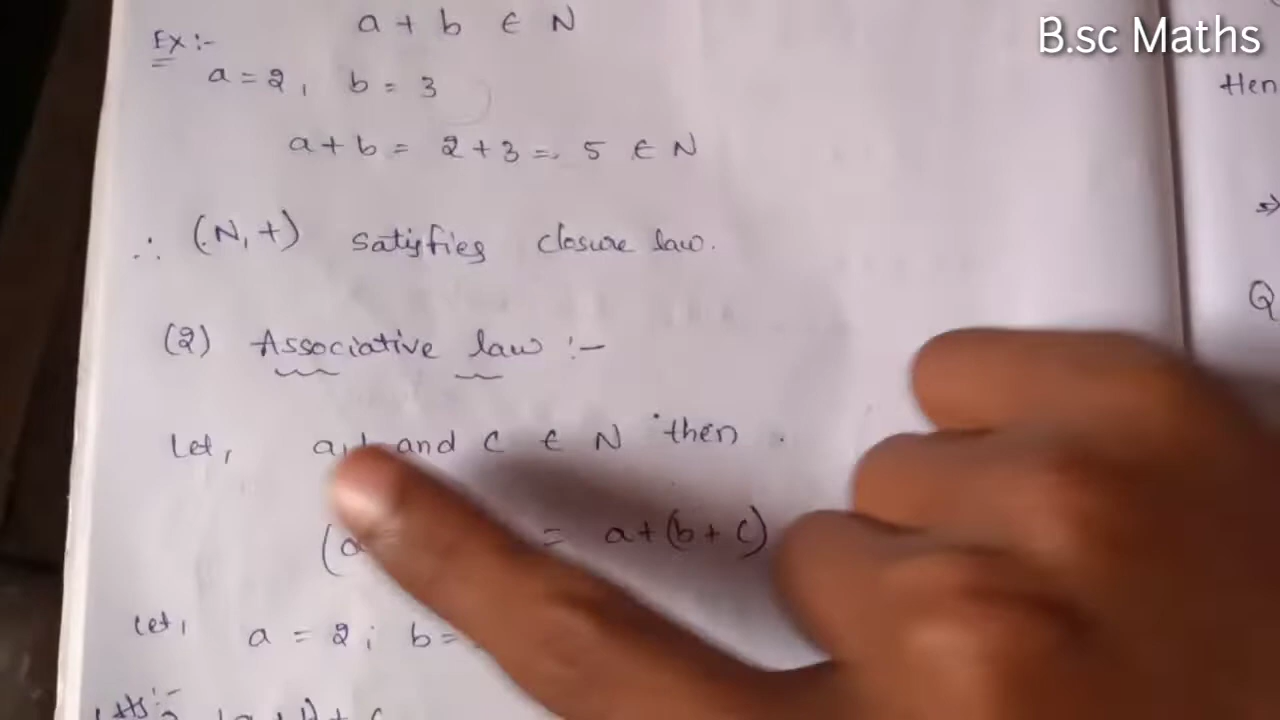 a + b ∈ N
B.sc Maths
Ex :-
a = 2, b = 3
Hen
a + b = 2 + 3 = 5 ∈ N
∴ (N, +) satisfies closure law.
(2) Associative law :-
Q
Let, a, and c ∈ N then
(a = a + (b + c)
Let, a = 2 ; b =